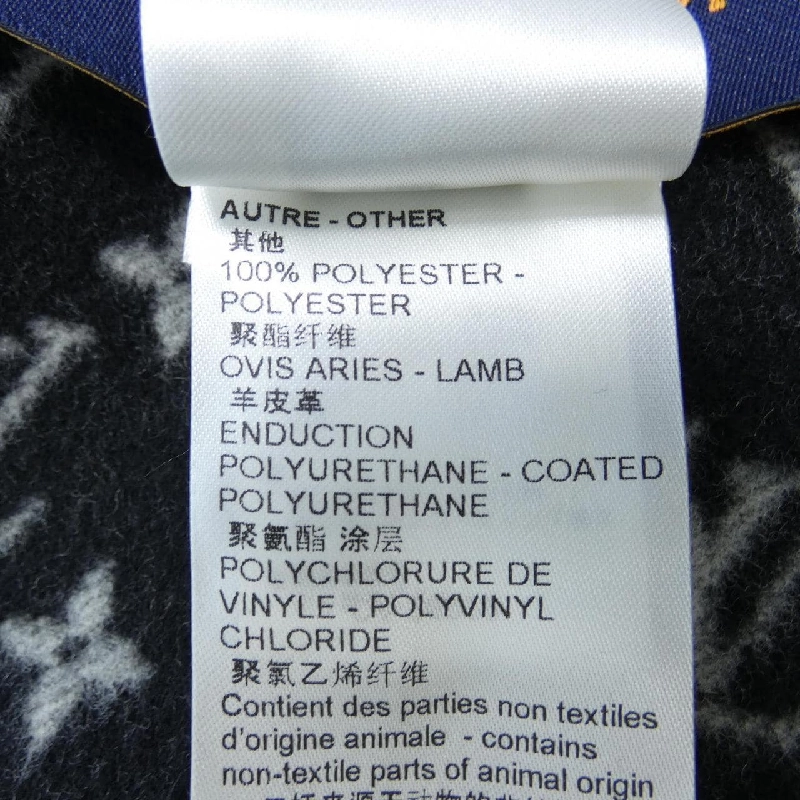 AUTRE - OTHER
其他
100% POLYESTER -
POLYESTER
聚酯纤维
OVIS ARIES - LAMB
羊皮革
ENDUCTION
POLYURETHANE - COATED
POLYURETHANE
聚氨酯 涂层
POLYCHLORURE DE
VINYLE - POLYVINYL
CHLORIDE
聚氯乙烯纤维
Contient des parties non textiles
d'origine animale - contains
non-textile parts of animal origin